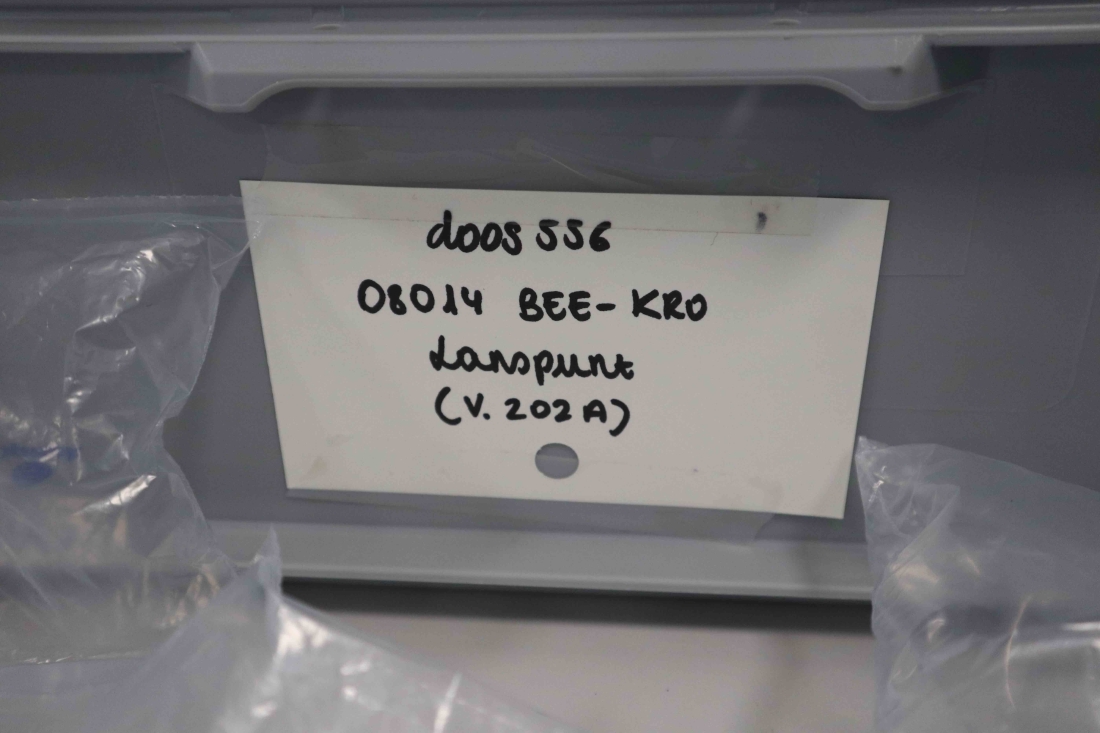 doos 556
08014 BEE-KRO
Lanspunt
(V. 202A)